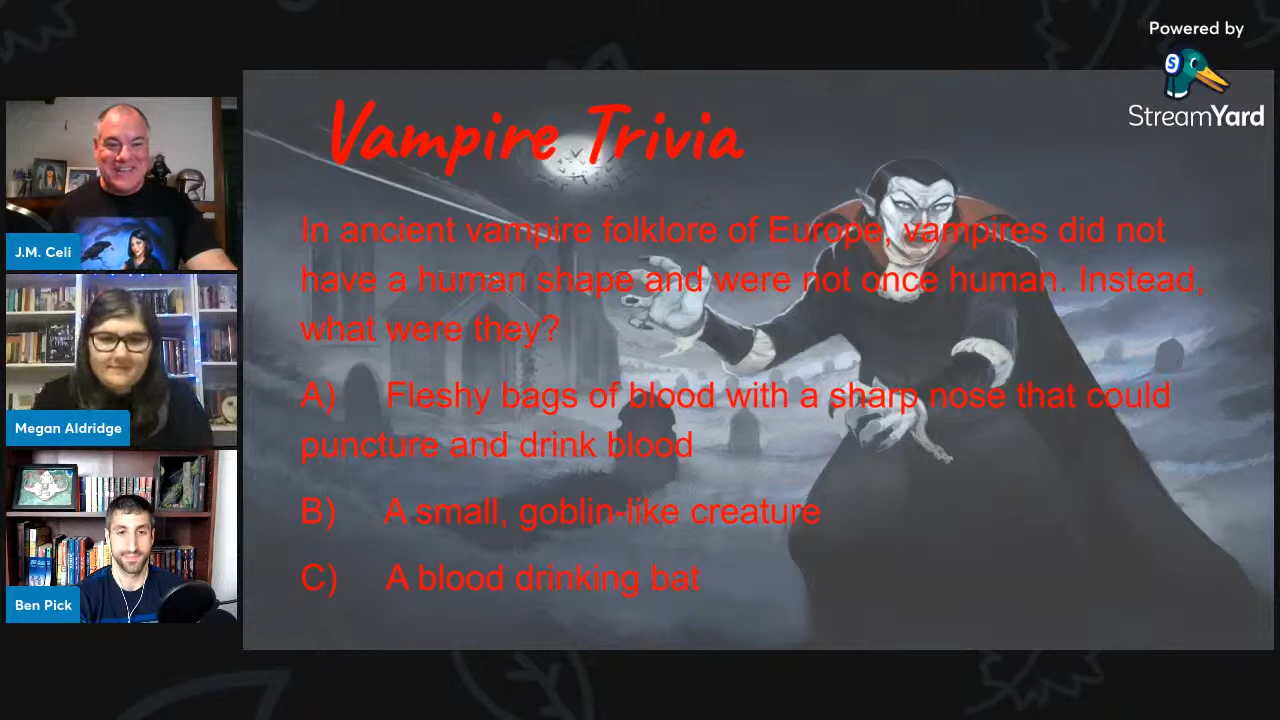 Powered by
S
StreamYard
Vampire Trivia
In ancient vampire folklore of Europe, vampires did not
have a human shape and were not once human. Instead,
what were they?
A) Fleshy bags of blood with a sharp nose that could
puncture and drink blood
B) A small, goblin-like creature
C) A blood drinking bat
J.M. Celi
Megan Aldridge
Ben Pick